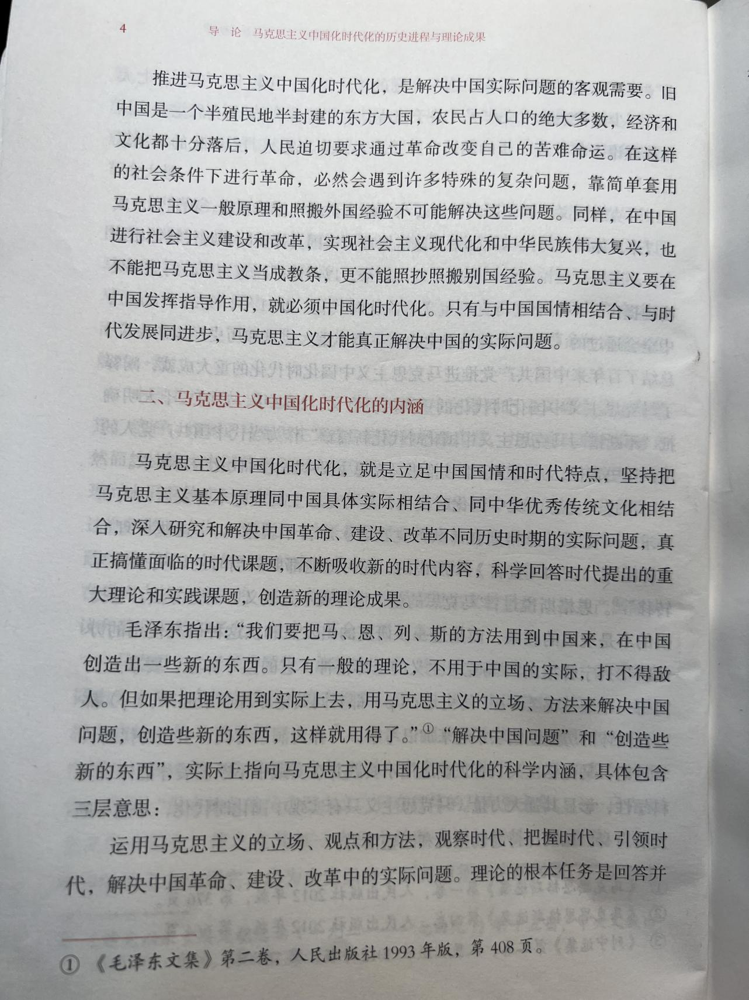 4
导 论 马克思主义中国化时代化的历史进程与理论成果
推进马克思主义中国化时代化，是解决中国实际问题的客观需要。旧
中国是一个半殖民地半封建的东方大国，农民占人口的绝大多数，经济和
文化都十分落后，人民迫切要求通过革命改变自己的苦难命运。在这样
的社会条件下进行革命，必然会遇到许多特殊的复杂问题，靠简单套用
马克思主义一般原理和照搬外国经验不可能解决这些问题。同样，在中国
进行社会主义建设和改革，实现社会主义现代化和中华民族伟大复兴，也
不能把马克思主义当成教条，更不能照抄照搬别国经验。马克思主义要在
中国发挥指导作用，就必须中国化时代化。只有与中国国情相结合、与时
代发展同进步，马克思主义才能真正解决中国的实际问题。
二、马克思主义中国化时代化的内涵
马克思主义中国化时代化，就是立足中国国情和时代特点，坚持把
马克思主义基本原理同中国具体实际相结合、同中华优秀传统文化相结
合，深入研究和解决中国革命、建设、改革不同历史时期的实际问题，真
正搞懂面临的时代课题，不断吸收新的时代内容，科学回答时代提出的重
大理论和实践课题，创造新的理论成果。
毛泽东指出：“我们要把马、恩、列、斯的方法用到中国来，在中国
创造出一些新的东西。只有一般的理论，不用于中国的实际，打不得敌
人。但如果把理论用到实际上去，用马克思主义的立场、方法来解决中国
问题，创造些新的东西，这样就用得了。”①“解决中国问题”和“创造些
新的东西”，实际上指向马克思主义中国化时代化的科学内涵，具体包含
三层意思：
运用马克思主义的立场、观点和方法，观察时代、把握时代、引领时
代，解决中国革命、建设、改革中的实际问题。理论的根本任务是回答并
① 《毛泽东文集》第二卷，人民出版社 1993 年版，第 408 页。